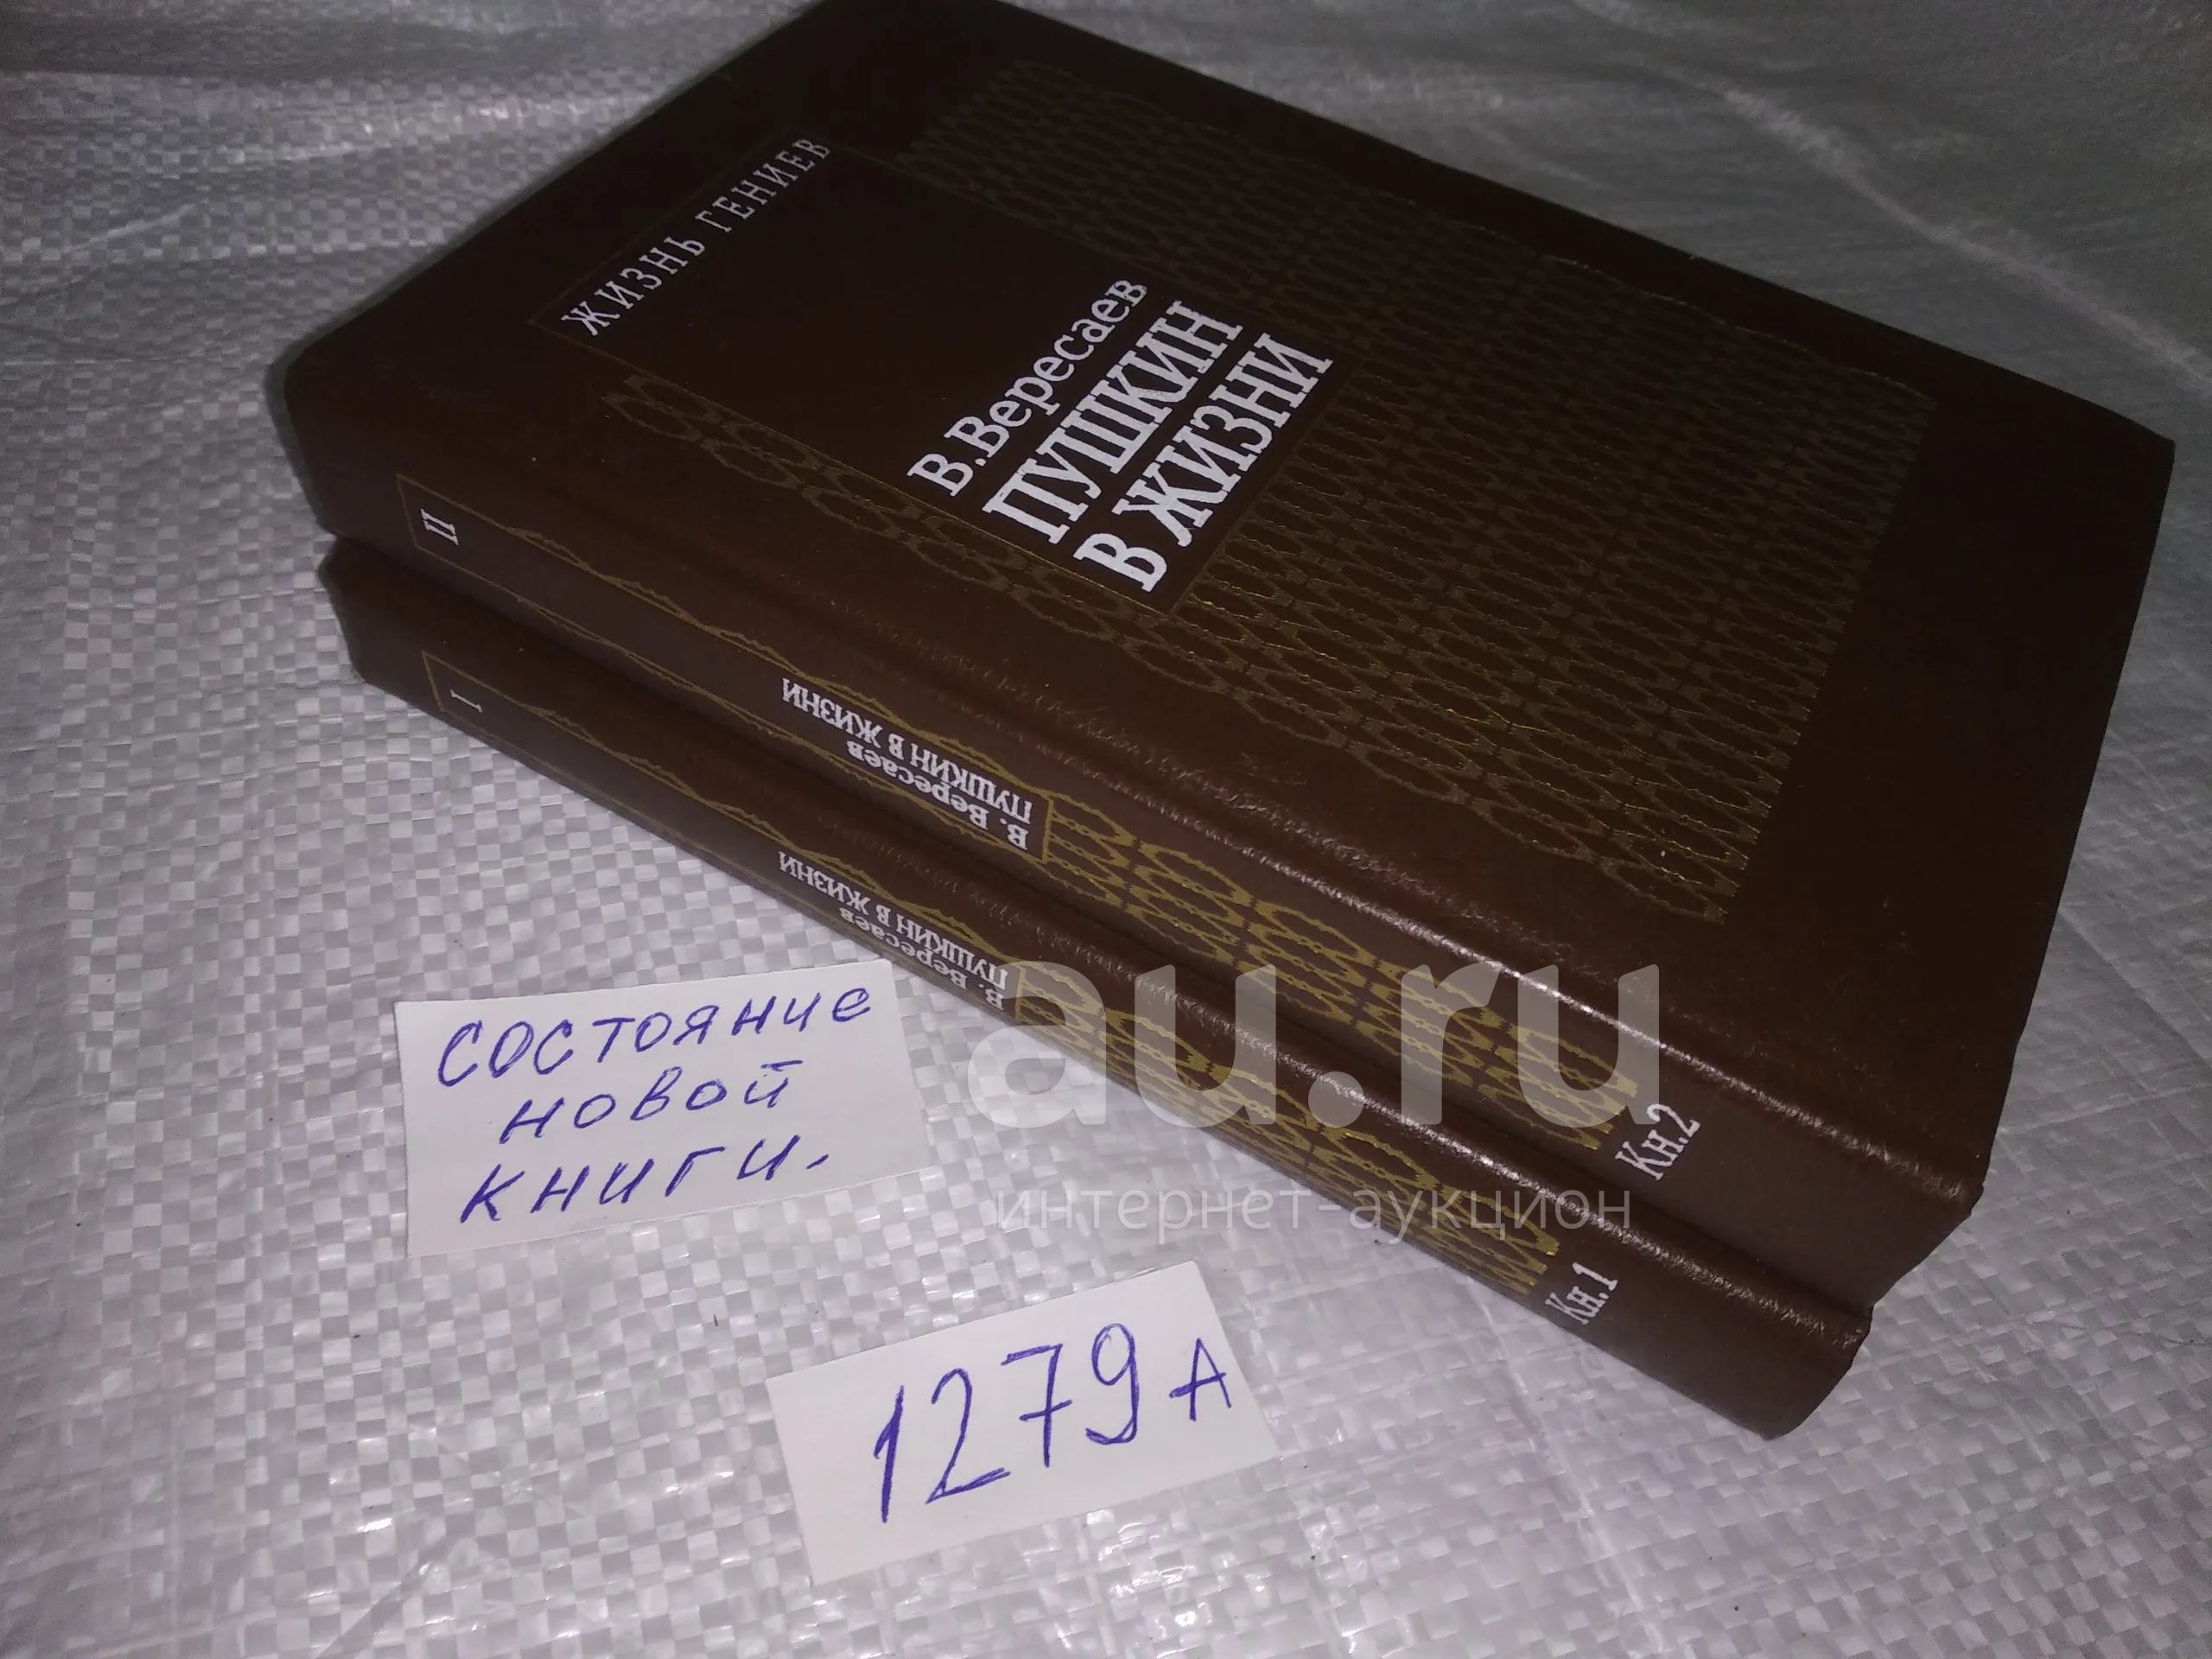 ЖИЗНЬ ГЕНИЕВ
В.Вересаев
ПУШКИН
В ЖИЗНИ
II
В. Вересаев
ПУШКИН В ЖИЗНИ
Кн.2
I
В. Вересаев
ПУШКИН В ЖИЗНИ
Кн.1
состояние
новой
книги.
1279А
au.ru
интернет-аукцион